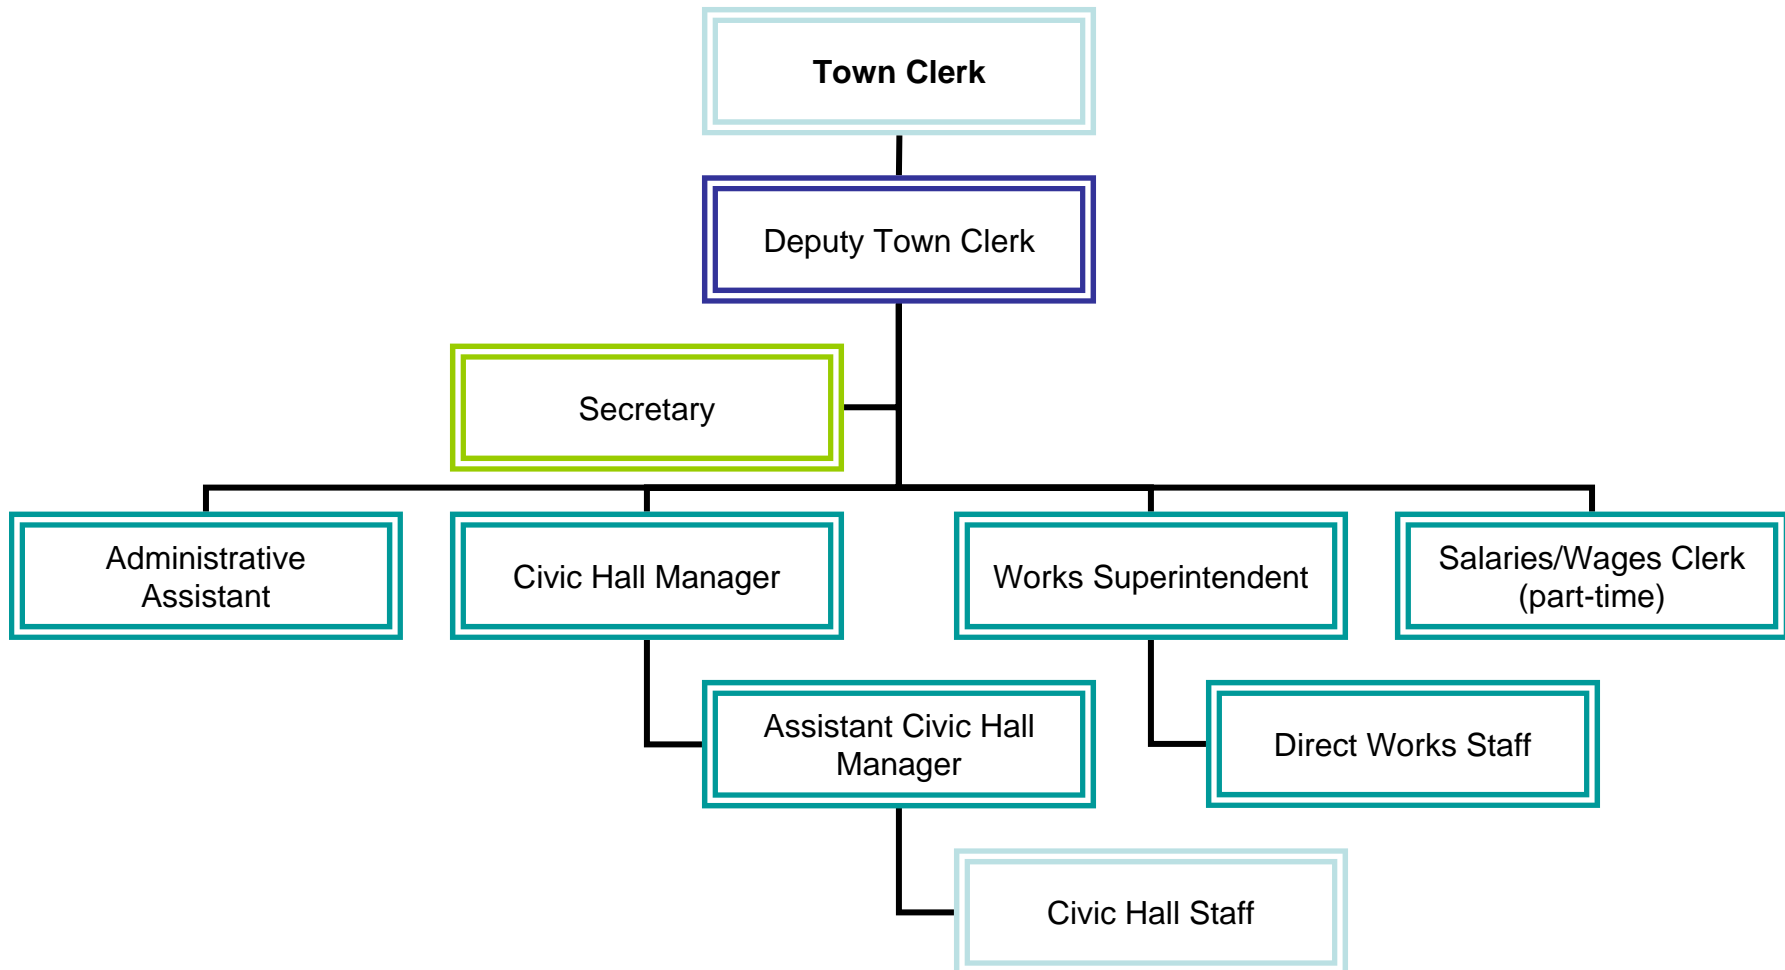 Town Clerk
Deputy Town Clerk
Secretary
Administrative
Assistant
Civic Hall Manager
Works Superintendent
Salaries/Wages Clerk
(part-time)
Assistant Civic Hall
Manager
Direct Works Staff
Civic Hall Staff